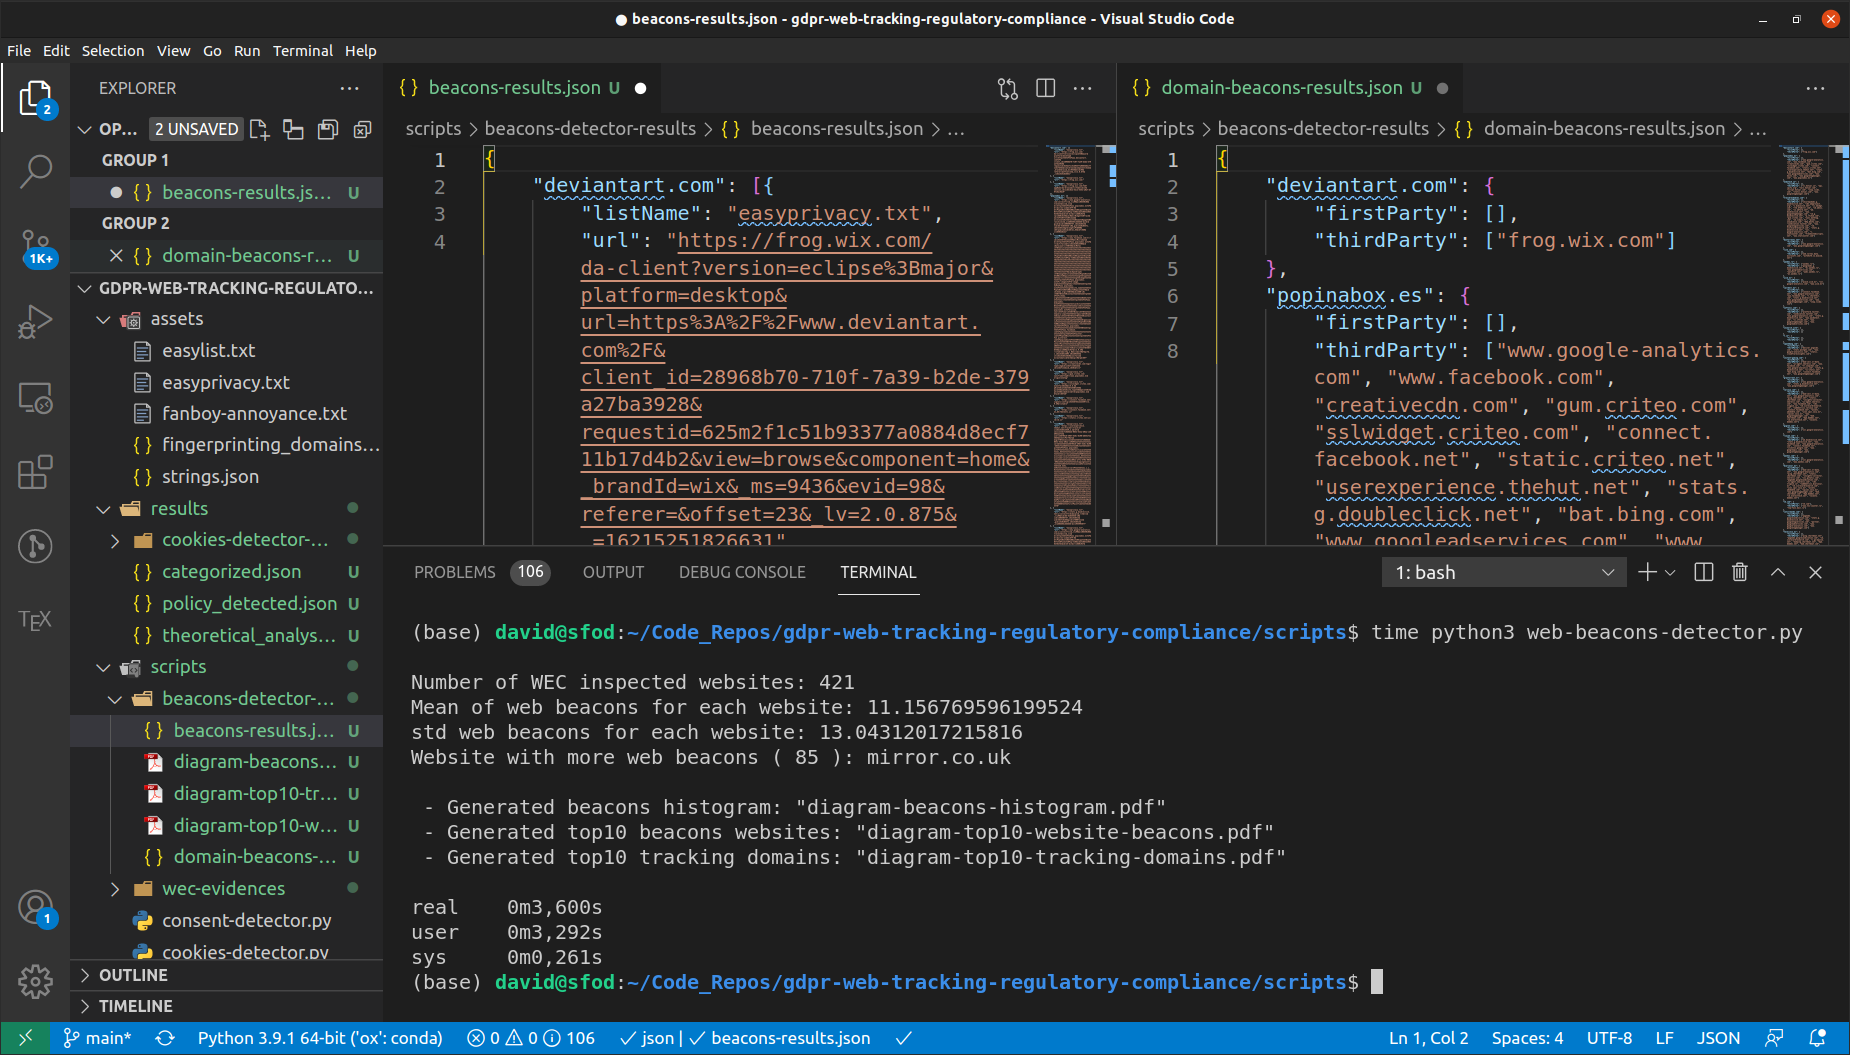 ● beacons-results.json - gdpr-web-tracking-regulatory-compliance - Visual Studio Code
File Edit Selection View Go Run Terminal Help
EXPLORER
2
OP... 2 UNSAVED
GROUP 1
● {} beacons-results.js... U
GROUP 2
{} domain-beacons-r... U
1K+
GDPR-WEB-TRACKING-REGULATO...
assets
easylist.txt
easyprivacy.txt
fanboy-annoyance.txt
{} fingerprinting_domains...
{} strings.json
results
cookies-detector-...
{} categorized.json U
{} policy_detected.json U
{} theoretical_analys... U
scripts
beacons-detector-...
{} beacons-results.j... U
diagram-beacons... U
diagram-top10-tr... U
diagram-top10-w... U
{} domain-beacons-... U
wec-evidences
consent-detector.py
cookies-detector.py
OUTLINE
TIMELINE
TEX
1
{} beacons-results.json U ●
scripts > beacons-detector-results > {} beacons-results.json > ...
1 {
2 "deviantart.com": [{
3 "listName": "easyprivacy.txt",
4 "url": "https://frog.wix.com/
da-client?version=eclipse%3Bmajor&
platform=desktop&
url=https%3A%2F%2Fwww.deviantart.
com%2F&
client_id=28968b70-710f-7a39-b2de-379
a27ba3928&
requestid=625m2f1c51b93377a0884d8ecf7
11b17d4b2&view=browse&component=home&
_brandId=wix&_ms=9436&evid=98&
referer=&offset=23&_lv=2.0.875&
_=16215251826631"
{} domain-beacons-results.json U ●
scripts > beacons-detector-results > {} domain-beacons-results.json > ...
1 {
2 "deviantart.com": {
3 "firstParty": [],
4 "thirdParty": ["frog.wix.com"]
5 },
6 "popinabox.es": {
7 "firstParty": [],
8 "thirdParty": ["www.google-analytics.
com", "www.facebook.com",
"creativecdn.com", "gum.criteo.com",
"sslwidget.criteo.com", "connect.
facebook.net", "static.criteo.net",
"userexperience.thehut.net", "stats.
g.doubleclick.net", "bat.bing.com",
"www.googleadservices.com" "www
PROBLEMS 106 OUTPUT DEBUG CONSOLE TERMINAL
1: bash
(base) david@sfod:~/Code_Repos/gdpr-web-tracking-regulatory-compliance/scripts$ time python3 web-beacons-detector.py
Number of WEC inspected websites: 421
Mean of web beacons for each website: 11.156769596199524
std web beacons for each website: 13.04312017215816
Website with more web beacons ( 85 ): mirror.co.uk
- Generated beacons histogram: "diagram-beacons-histogram.pdf"
- Generated top10 beacons websites: "diagram-top10-website-beacons.pdf"
- Generated top10 tracking domains: "diagram-top10-tracking-domains.pdf"
real 0m3,600s
user 0m3,292s
sys 0m0,261s
(base) david@sfod:~/Code_Repos/gdpr-web-tracking-regulatory-compliance/scripts$
main* Python 3.9.1 64-bit ('ox': conda) 0 0 106 ✓ json | ✓ beacons-results.json ✓ Ln 1, Col 2 Spaces: 4 UTF-8 LF JSON